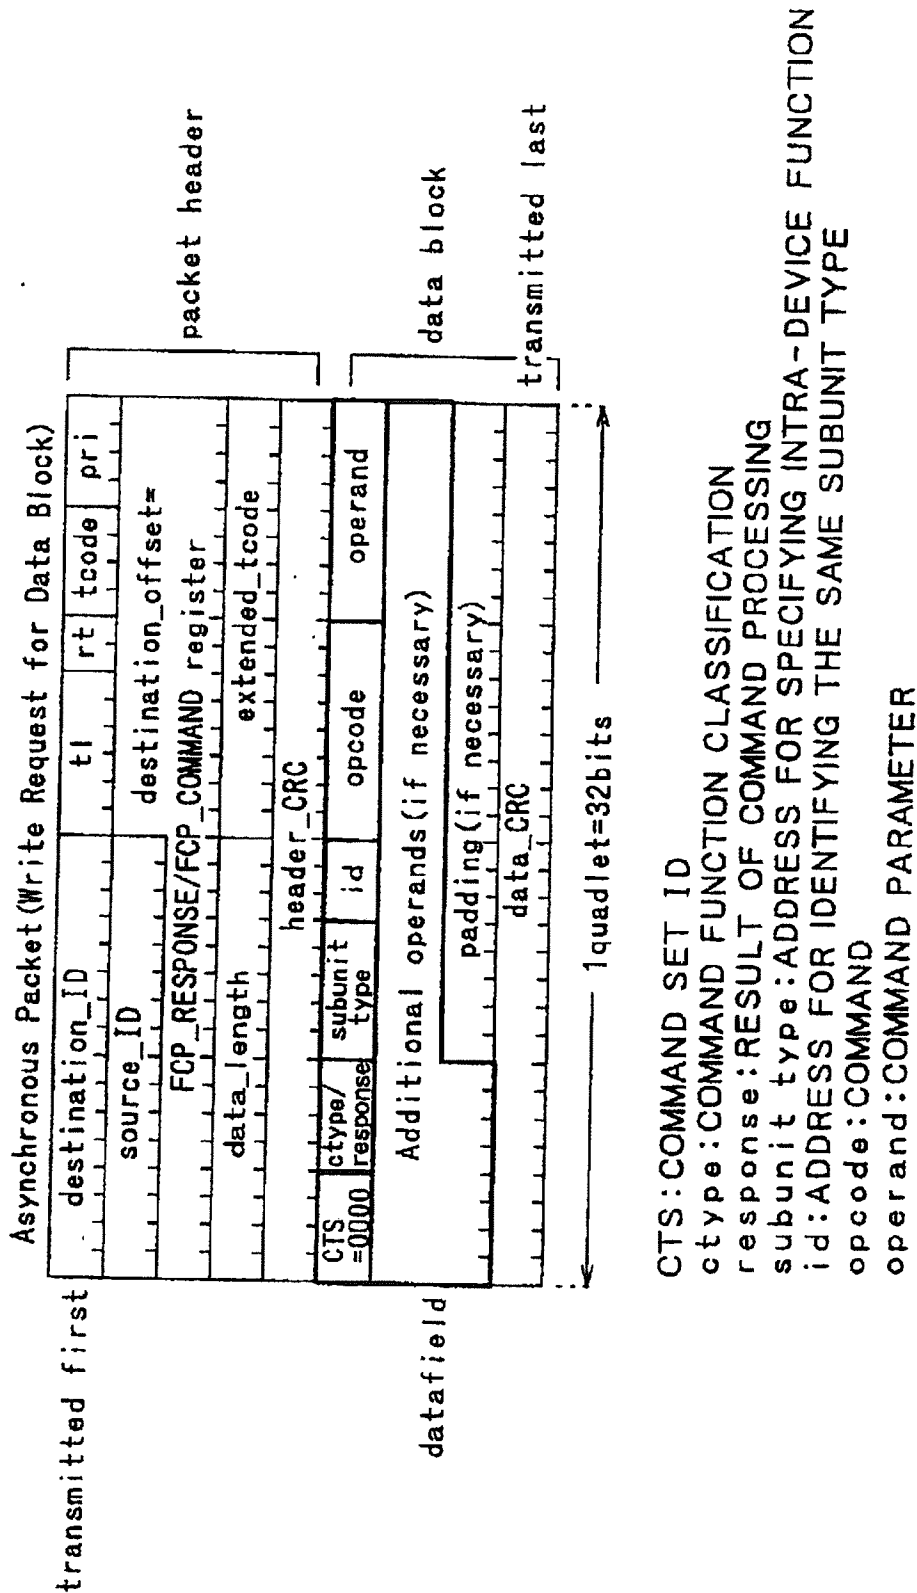 Asynchronous Packet(Write Request for Data Block)
transmitted first
destination_ID tl rt tcode pri
source_ID destination_offset=
FCP_RESPONSE/FCP_COMMAND register
data_length extended_tcode
header_CRC
packet header
CTS =0000 ctype/ response subunit type id opcode operand
Additional operands(if necessary)
padding(if necessary)
data_CRC
datafield
data block
transmitted last
1quadlet=32bits
CTS:COMMAND SET ID
ctype:COMMAND FUNCTION CLASSIFICATION
response:RESULT OF COMMAND PROCESSING
subunit type:ADDRESS FOR SPECIFYING INTRA-DEVICE FUNCTION
id:ADDRESS FOR IDENTIFYING THE SAME SUBUNIT TYPE
opcode:COMMAND
operand:COMMAND PARAMETER